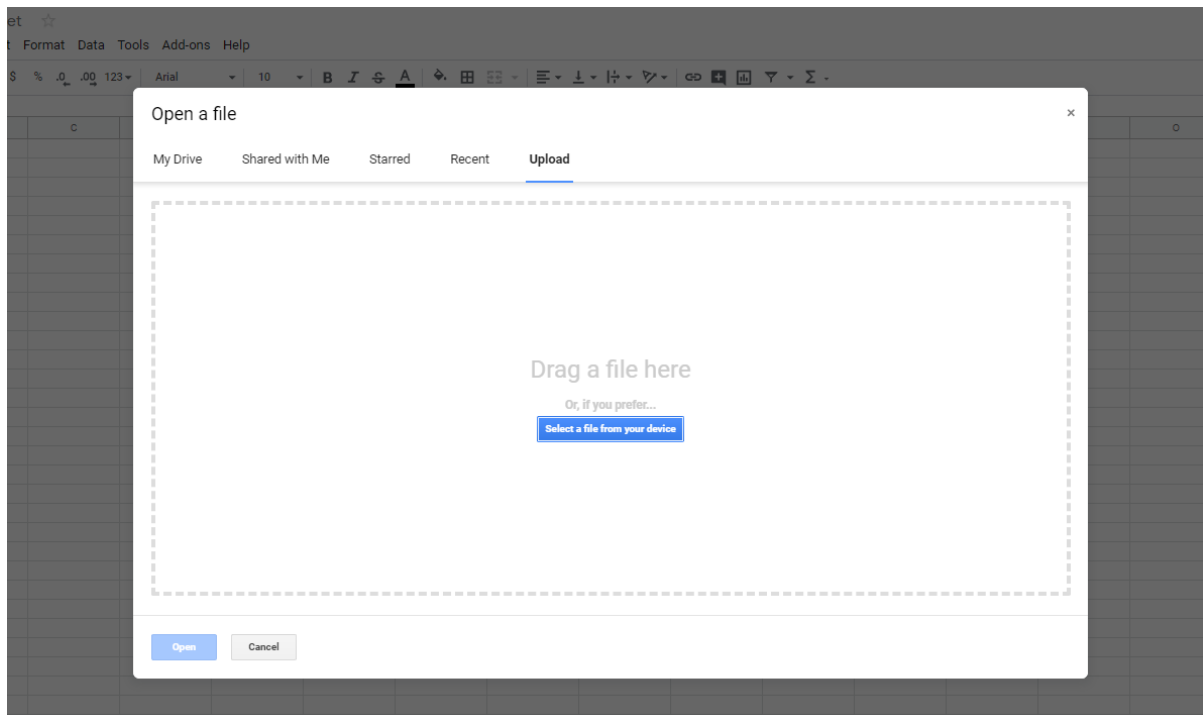 et
t Format Data Tools Add-ons Help
$ % .0 .00 123 Arial 10 B I S A
Open a file ×
My Drive Shared with Me Starred Recent Upload
C O
Drag a file here
Or, if you prefer...
Select a file from your device
Open Cancel